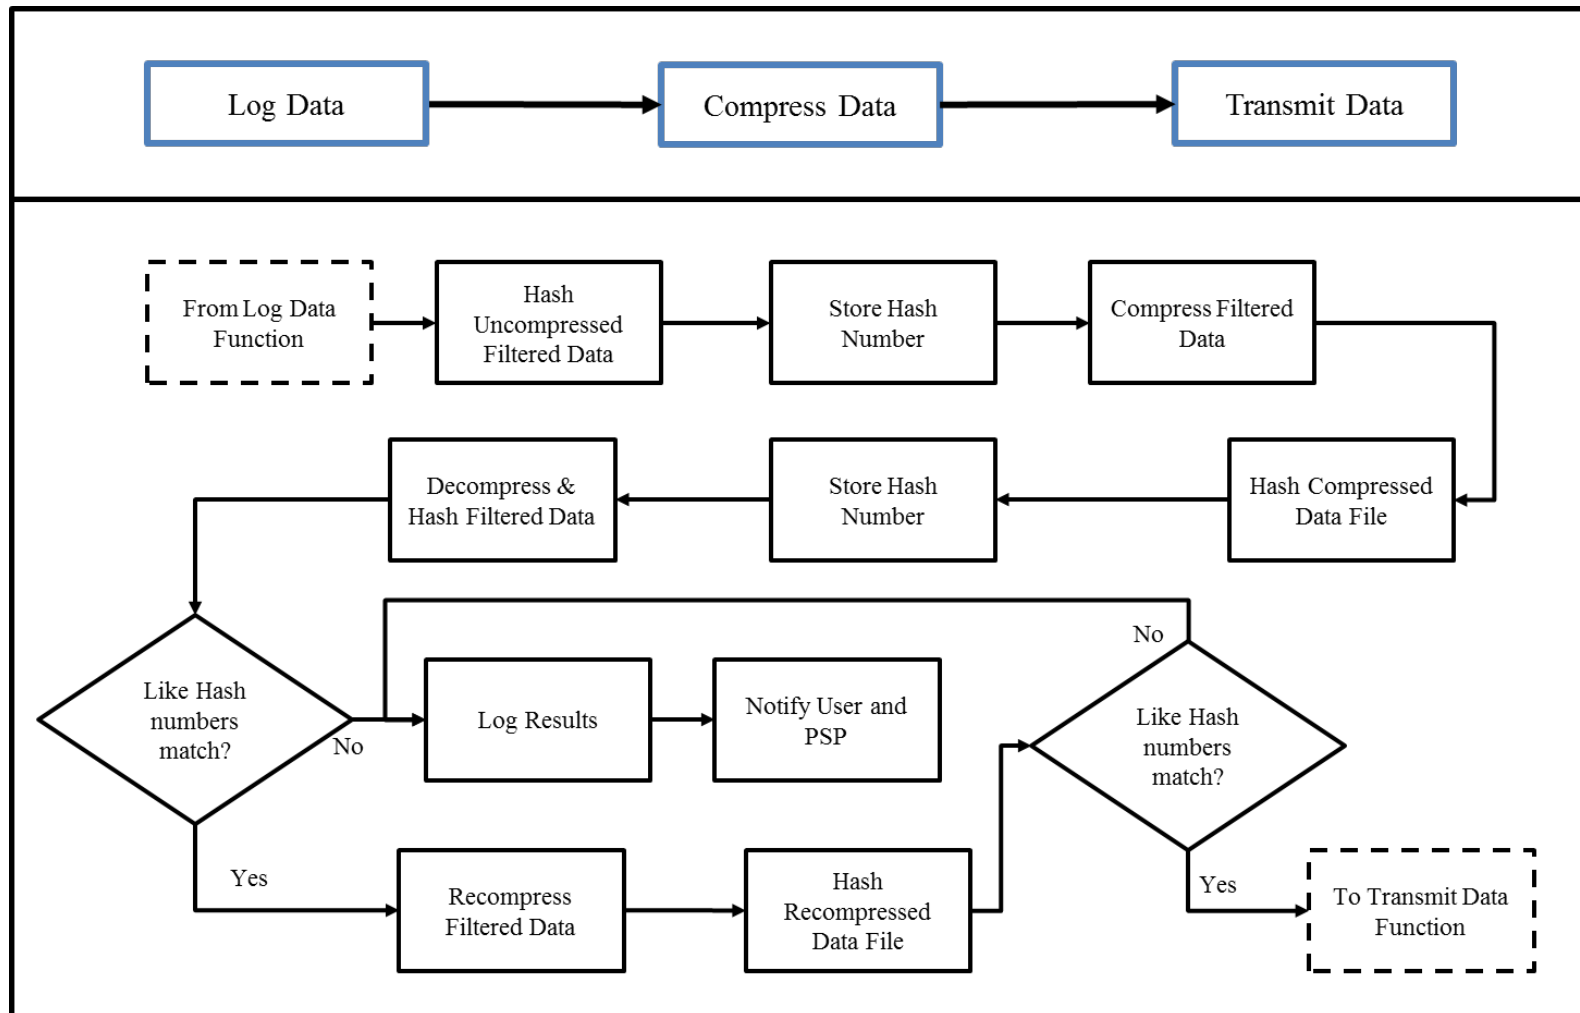 Log Data
Compress Data
Transmit Data
From Log Data
Function
Hash
Uncompressed
Filtered Data
Store Hash
Number
Compress Filtered
Data
Decompress &
Hash Filtered Data
Store Hash
Number
Hash Compressed
Data File
Like Hash
numbers
match?
No
Log Results
Notify User and
PSP
No
Like Hash
numbers
match?
Yes
Recompress
Filtered Data
Hash
Recompressed
Data File
Yes
To Transmit Data
Function